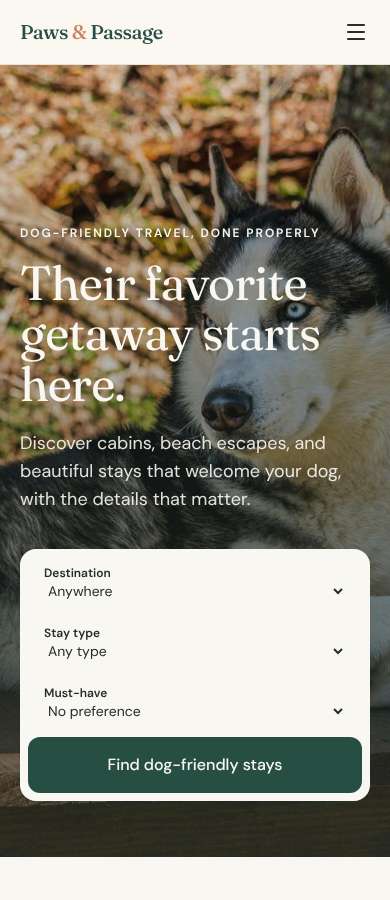 Paws & Passage
DOG-FRIENDLY TRAVEL, DONE PROPERLY
Their favorite
getaway starts
here.
Discover cabins, beach escapes, and
beautiful stays that welcome your dog,
with the details that matter.
Destination
Anywhere
Stay type
Any type
Must-have
No preference
Find dog-friendly stays